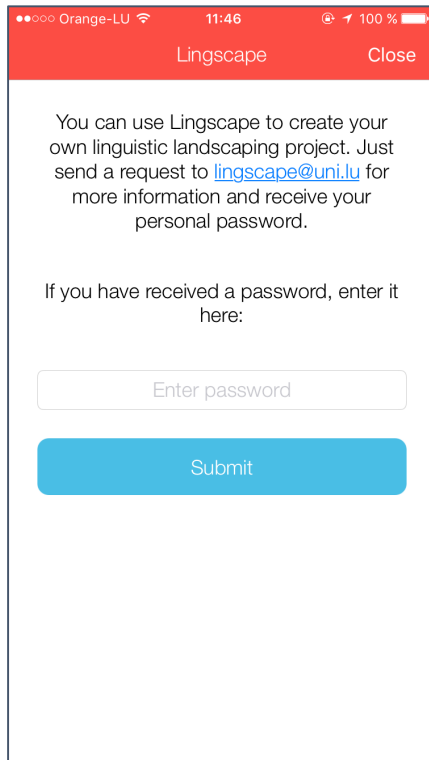 ●●○○○ Orange-LU 11:46 100 %
Lingscape Close
You can use Lingscape to create your
own linguistic landscaping project. Just
send a request to lingscape@uni.lu for
more information and receive your
personal password.
If you have received a password, enter it
here:
Enter password
Submit